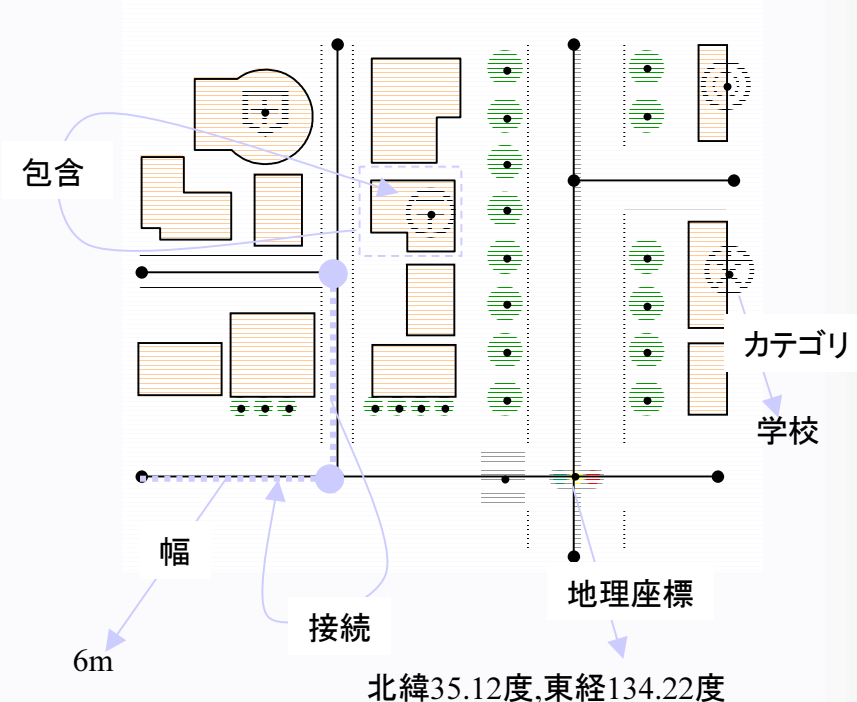 包含
カテゴリ
学校
幅
地理座標
接続
6m
北緯35.12度,東経134.22度